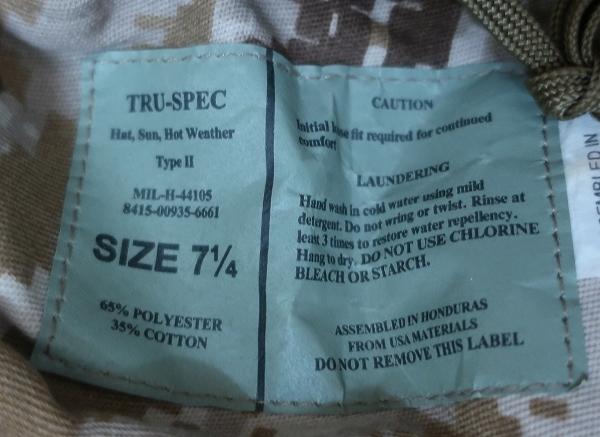 TRU-SPEC
Hat, Sun, Hot Weather
Type II
MIL-H-44105
8415-00935-6661
SIZE 7¼
65% POLYESTER
35% COTTON
CAUTION
Initial loose fit required for continued
comfort
LAUNDERING
Hand wash in cold water using mild
detergent. Do not wring or twist. Rinse at
least 3 times to restore water repellency.
Hang to dry. DO NOT USE CHLORINE
BLEACH OR STARCH.
ASSEMBLED IN HONDURAS
FROM USA MATERIALS
DO NOT REMOVE THIS LABEL